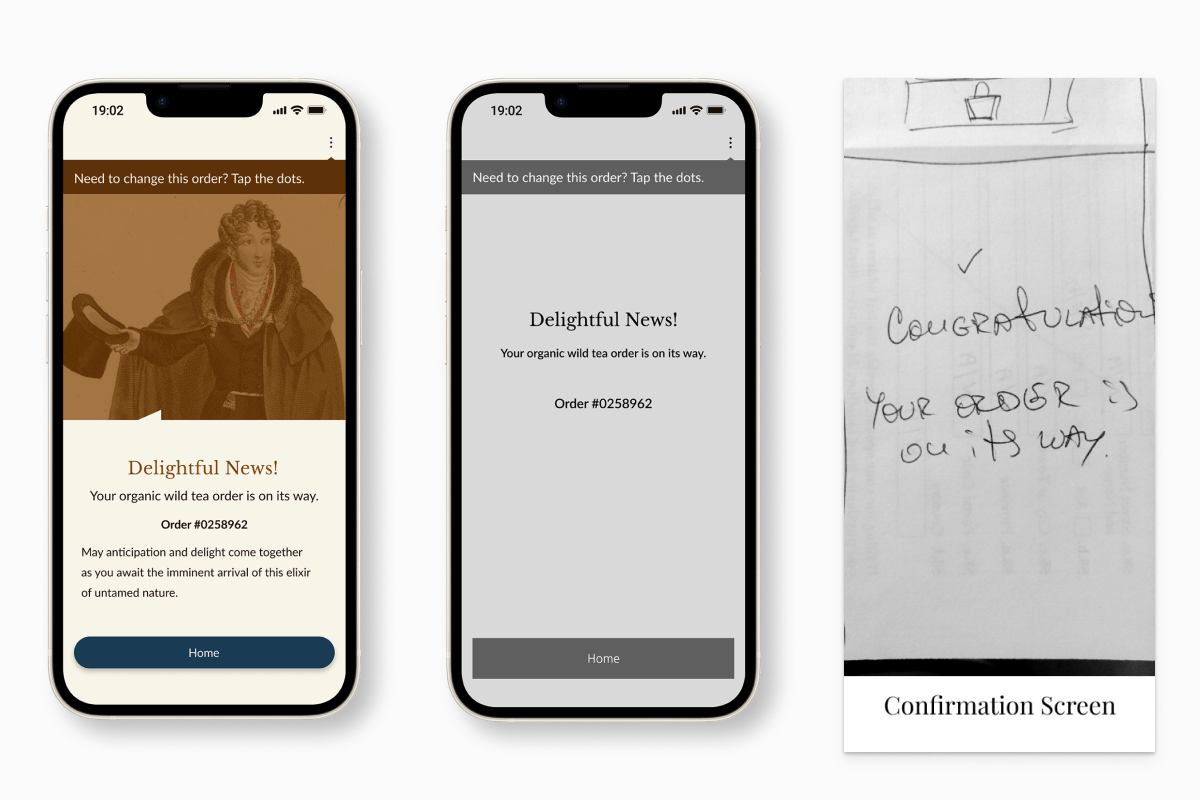 19:02
Need to change this order? Tap the dots.
Delightful News!
Your organic wild tea order is on its way.
Order #0258962
May anticipation and delight come together
as you await the imminent arrival of this elixir
of untamed nature.
Home
19:02
Need to change this order? Tap the dots.
Delightful News!
Your organic wild tea order is on its way.
Order #0258962
Home
CONGRATULATION
YOUR ORDER is
on its WAY.
Confirmation Screen